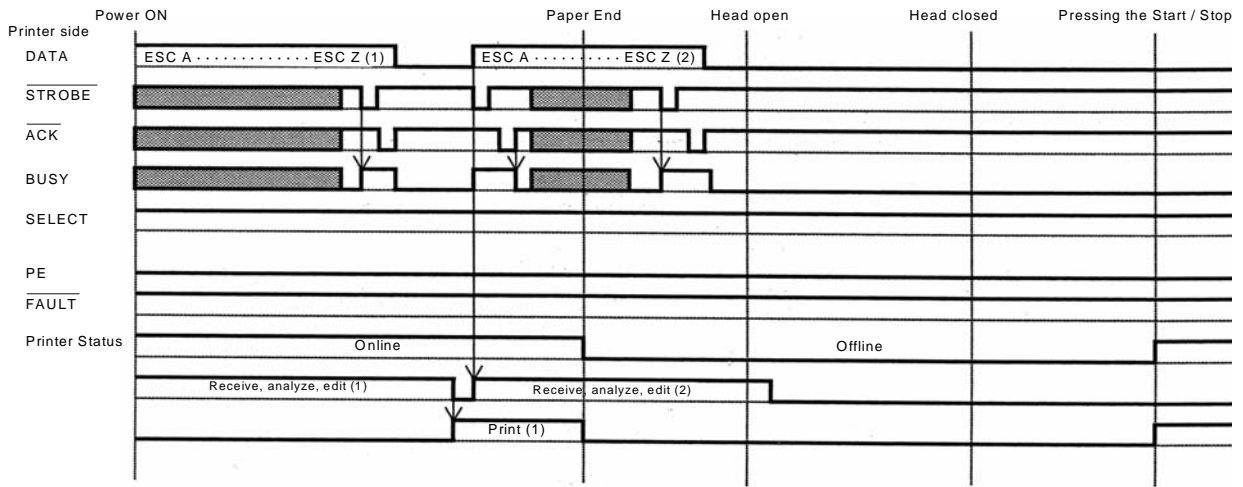 Power ON Paper End Head open Head closed Pressing the Start / Stop
Printer side
DATA ESC A · · · · · · · · · · · · · ESC Z (1) ESC A · · · · · · · · · · ESC Z (2)
STROBE
ACK
BUSY
SELECT
PE
FAULT
Printer Status Online Offline
Receive, analyze, edit (1) Receive, analyze, edit (2)
Print (1)